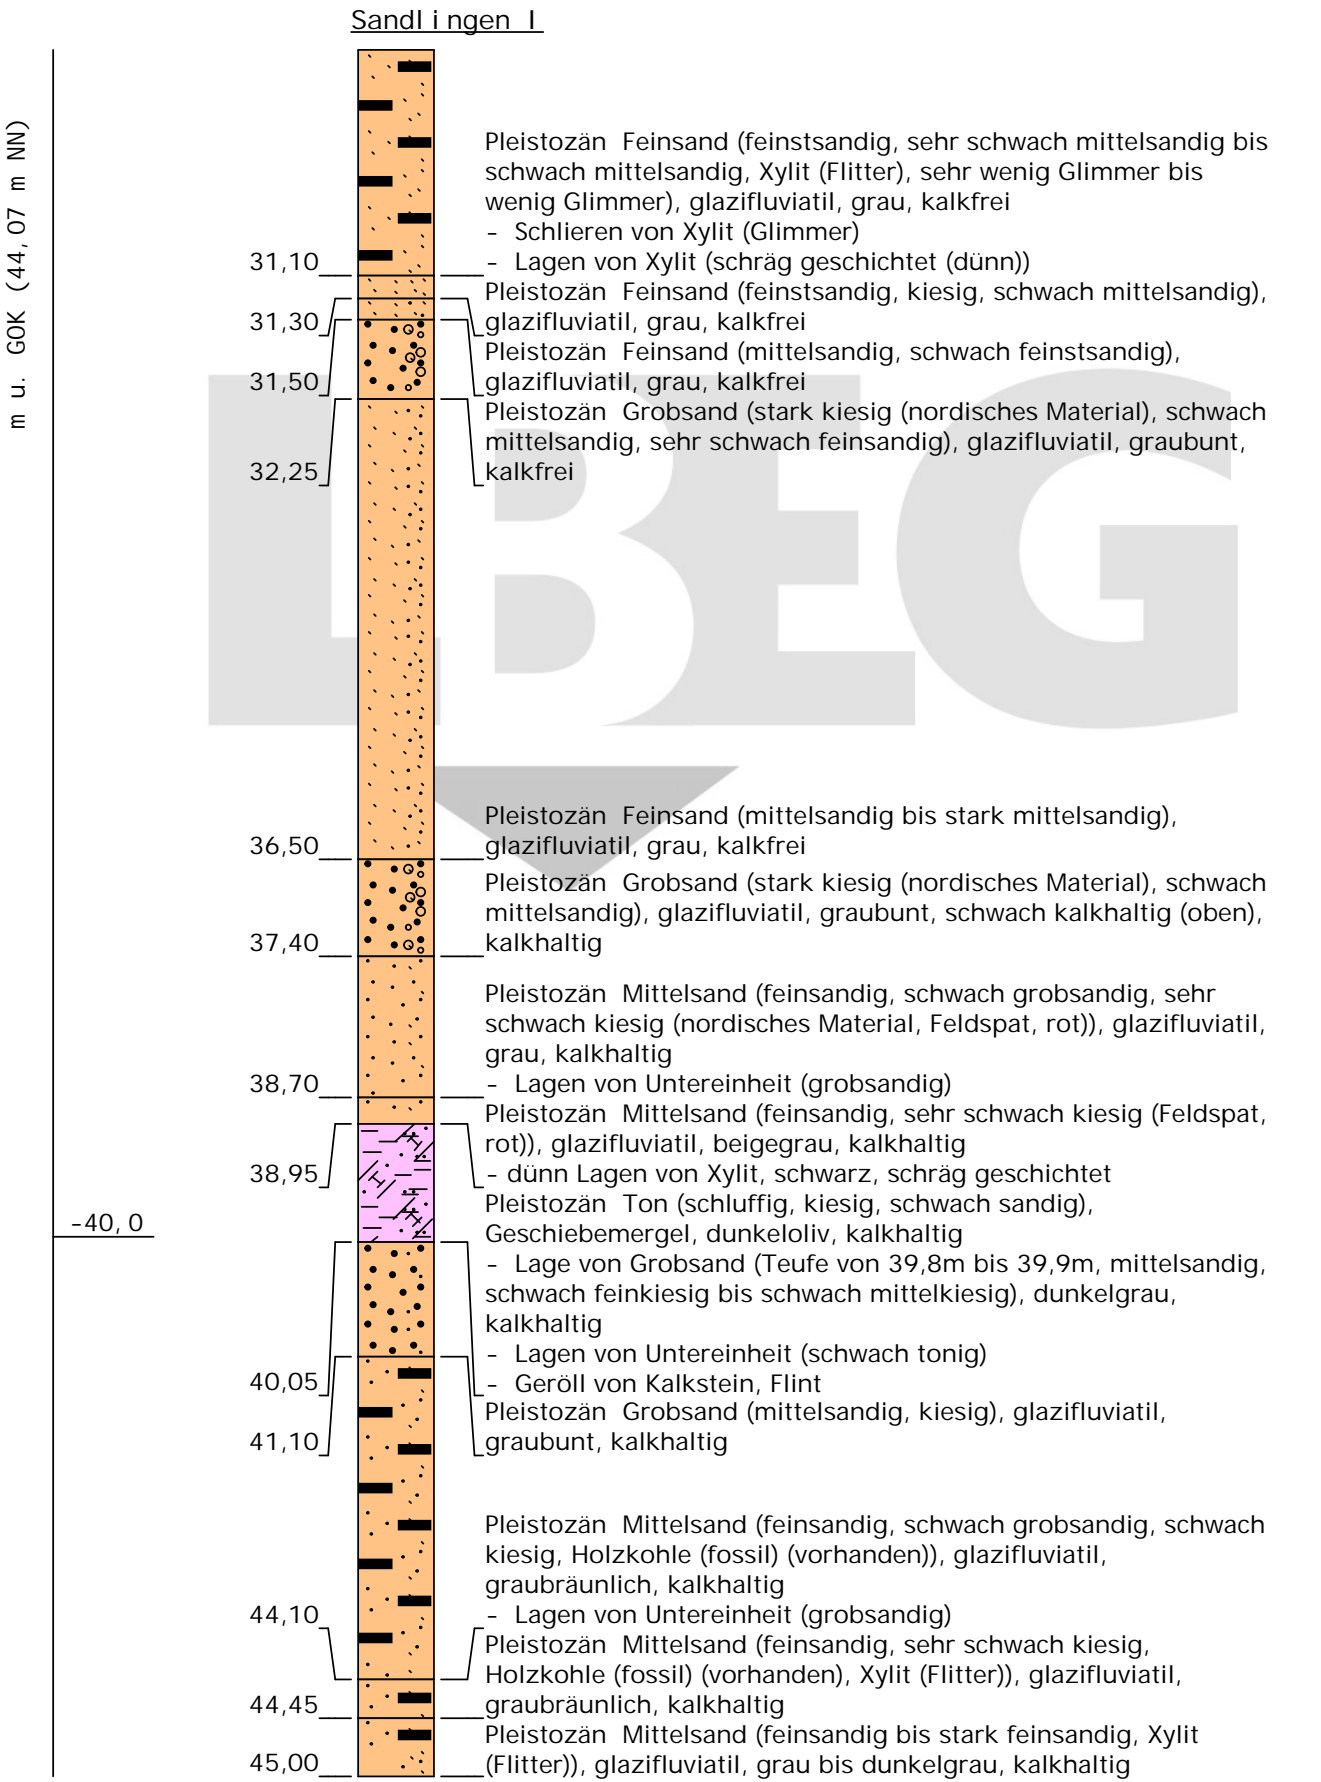 Sandlingen I
m u. GOK (44,07 m NN)
Pleistozän Feinsand (feinstsandig, sehr schwach mittelsandig bis
schwach mittelsandig, Xylit (Flitter), sehr wenig Glimmer bis
wenig Glimmer), glazifluviatil, grau, kalkfrei
- Schlieren von Xylit (Glimmer)
31,10
- Lagen von Xylit (schräg geschichtet (dünn))
Pleistozän Feinsand (feinstsandig, kiesig, schwach mittelsandig),
31,30
glazifluviatil, grau, kalkfrei
Pleistozän Feinsand (mittelsandig, schwach feinstsandig),
31,50
glazifluviatil, grau, kalkfrei
Pleistozän Grobsand (stark kiesig (nordisches Material), schwach
mittelsandig, sehr schwach feinsandig), glazifluviatil, graubunt,
32,25
kalkfrei
LBEG
Pleistozän Feinsand (mittelsandig bis stark mittelsandig),
36,50
glazifluviatil, grau, kalkfrei
Pleistozän Grobsand (stark kiesig (nordisches Material), schwach
mittelsandig), glazifluviatil, graubunt, schwach kalkhaltig (oben),
37,40
kalkhaltig
Pleistozän Mittelsand (feinsandig, schwach grobsandig, sehr
schwach kiesig (nordisches Material, Feldspat, rot)), glazifluviatil,
grau, kalkhaltig
38,70
- Lagen von Untereinheit (grobsandig)
Pleistozän Mittelsand (feinsandig, sehr schwach kiesig (Feldspat,
rot)), glazifluviatil, beigegrau, kalkhaltig
38,95
- dünn Lagen von Xylit, schwarz, schräg geschichtet
Pleistozän Ton (schluffig, kiesig, schwach sandig),
-40,0
Geschiebemergel, dunkeloliv, kalkhaltig
- Lage von Grobsand (Teufe von 39,8m bis 39,9m, mittelsandig,
schwach feinkiesig bis schwach mittelkiesig), dunkelgrau,
kalkhaltig
- Lagen von Untereinheit (schwach tonig)
40,05
- Geröll von Kalkstein, Flint
Pleistozän Grobsand (mittelsandig, kiesig), glazifluviatil,
41,10
graubunt, kalkhaltig
Pleistozän Mittelsand (feinsandig, schwach grobsandig, schwach
kiesig, Holzkohle (fossil) (vorhanden)), glazifluviatil,
graubräunlich, kalkhaltig
44,10
- Lagen von Untereinheit (grobsandig)
Pleistozän Mittelsand (feinsandig, sehr schwach kiesig,
Holzkohle (fossil) (vorhanden), Xylit (Flitter)), glazifluviatil,
44,45
graubräunlich, kalkhaltig
Pleistozän Mittelsand (feinsandig bis stark feinsandig, Xylit
45,00
(Flitter)), glazifluviatil, grau bis dunkelgrau, kalkhaltig